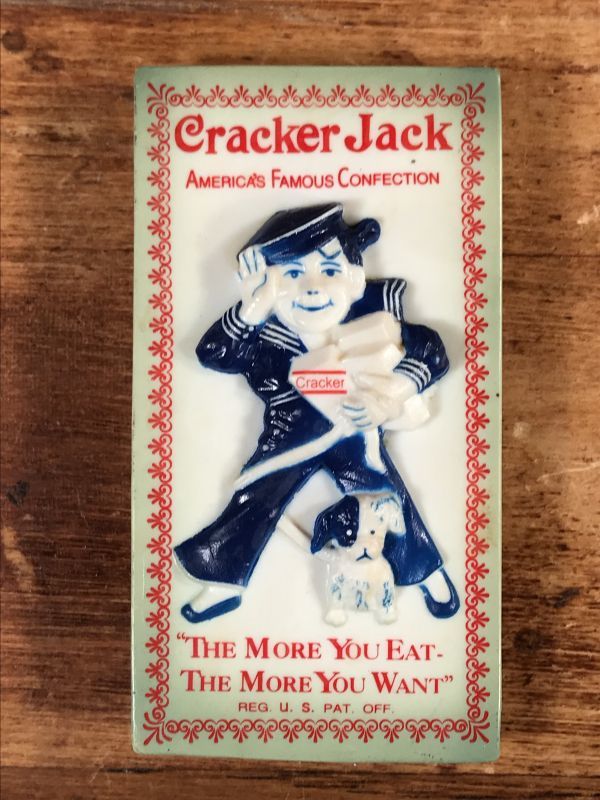 Cracker Jack
AMERICA'S FAMOUS CONFECTION
Cracker
"THE MORE YOU EAT-
THE MORE YOU WANT"
REG. U. S. PAT. OFF.